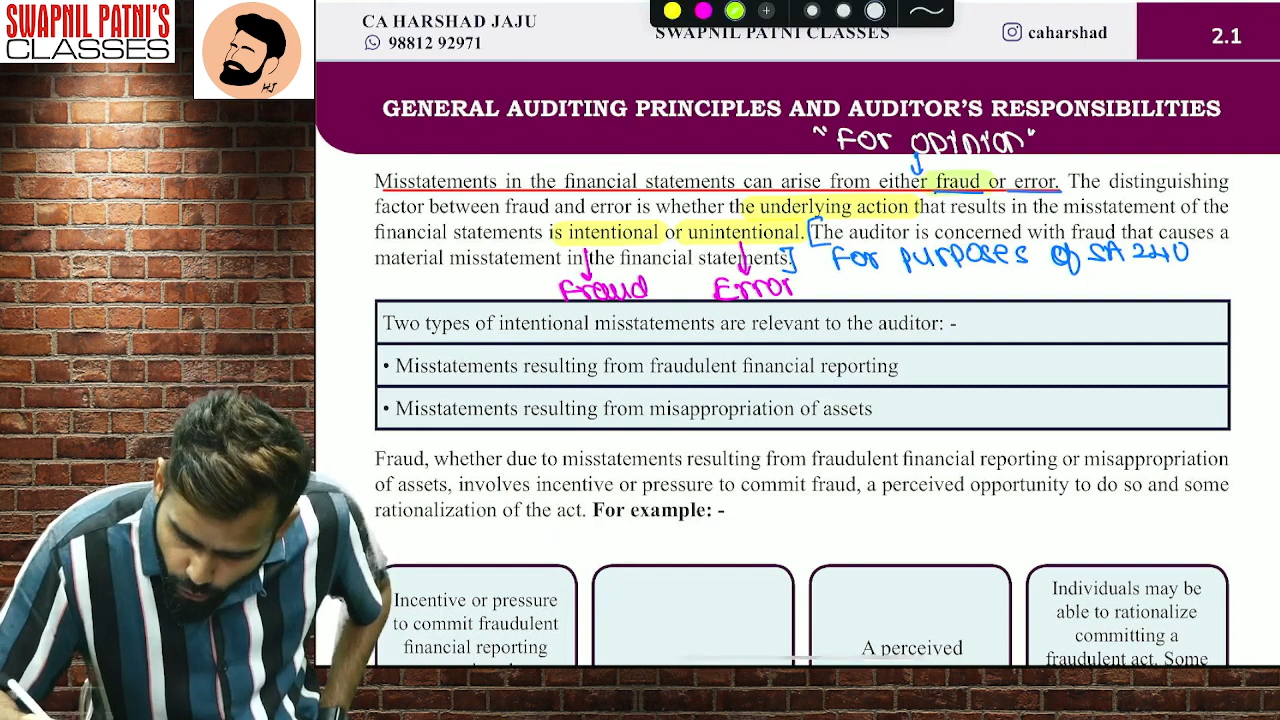 SWAPNIL PATNI'S
CLASSES
HJ
CA HARSHAD JAJU
98812 92971
SWAPNIL PATNI CLASSES
caharshad
2.1
GENERAL AUDITING PRINCIPLES AND AUDITOR'S RESPONSIBILITIES
"For opinion"
Misstatements in the financial statements can arise from either fraud or error. The distinguishing
factor between fraud and error is whether the underlying action that results in the misstatement of the
financial statements is intentional or unintentional. [The auditor is concerned with fraud that causes a
material misstatement in the financial statements.] For purposes of SA 240
Fraud Error
Two types of intentional misstatements are relevant to the auditor: -
• Misstatements resulting from fraudulent financial reporting
• Misstatements resulting from misappropriation of assets
Fraud, whether due to misstatements resulting from fraudulent financial reporting or misappropriation
of assets, involves incentive or pressure to commit fraud, a perceived opportunity to do so and some
rationalization of the act. For example: -
Incentive or pressure
to commit fraudulent
financial reporting
A perceived
Individuals may be
able to rationalize
committing a
fraudulent act. Some